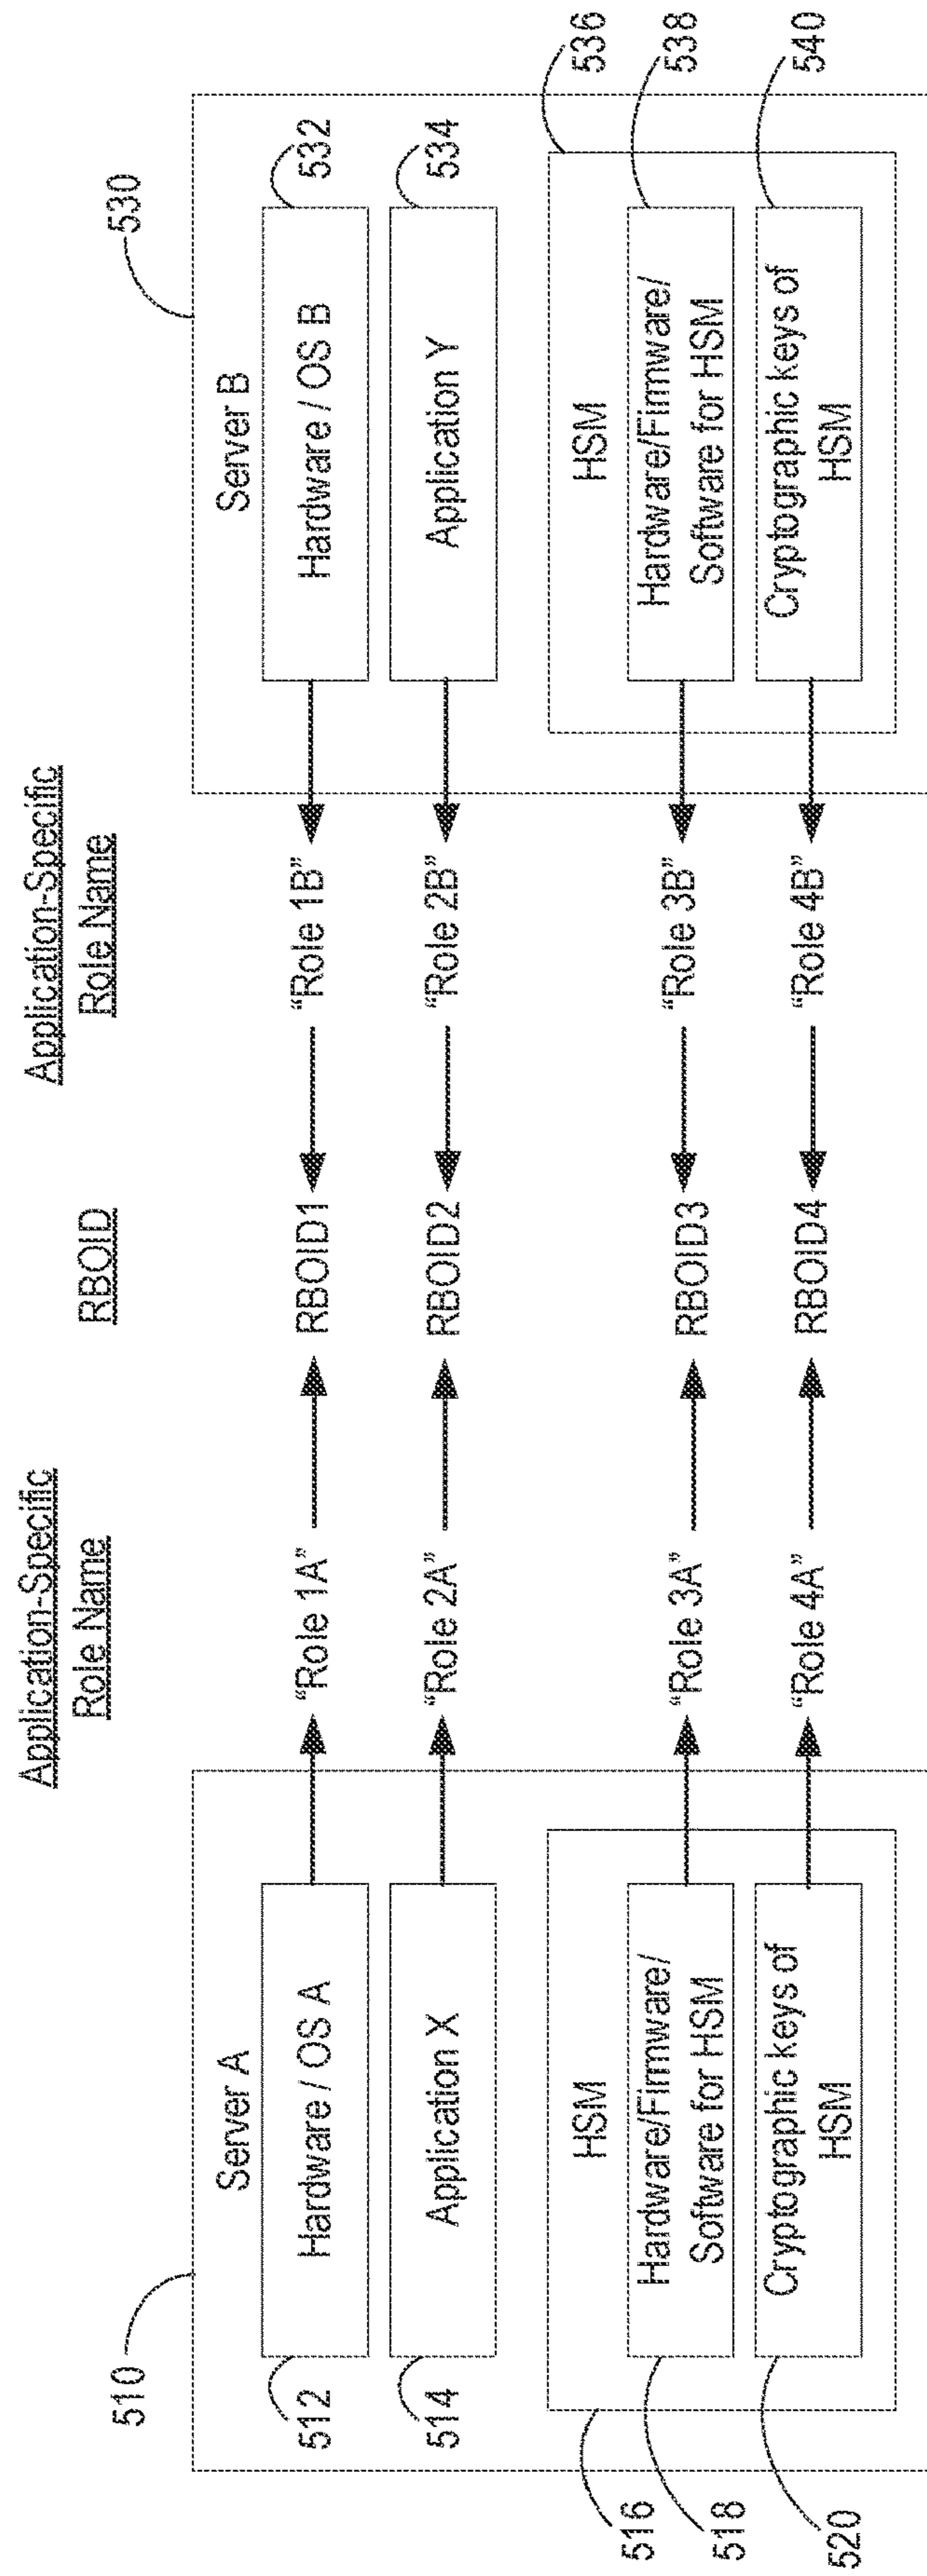 Application-Specific
Role Name
RBOID
Application-Specific
Role Name
510
530
Server A
Server B
512
Hardware / OS A
"Role 1A"
RBOID1
“Role 1B”
Hardware / OS B
532
514
Application X
“Role 2A”
RBOID2
“Role 2B”
Application Y
534
HSM
HSM
516
536
518
Hardware/Firmware/
Software for HSM
“Role 3A”
RBOID3
“Role 3B”
Hardware/Firmware/
Software for HSM
538
520
Cryptographic keys of
HSM
“Role 4A”
RBOID4
“Role 4B”
Cryptographic keys of
HSM
540